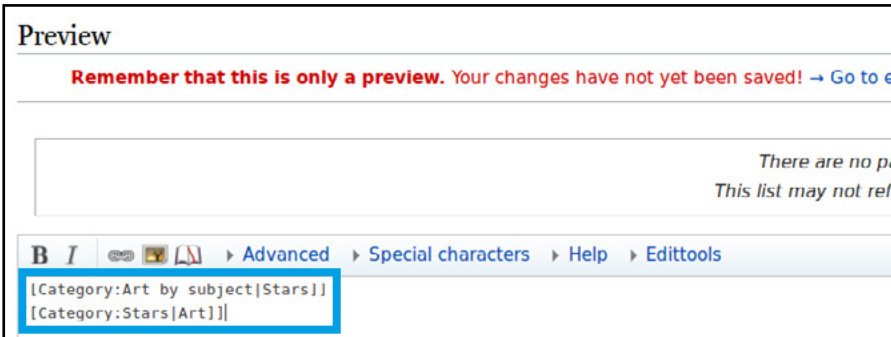 Preview
Remember that this is only a preview. Your changes have not yet been saved! → Go to e
There are no pa
This list may not ref
B I Advanced Special characters Help Edittools
[Category:Art by subject|Stars]]
[Category:Stars|Art]]